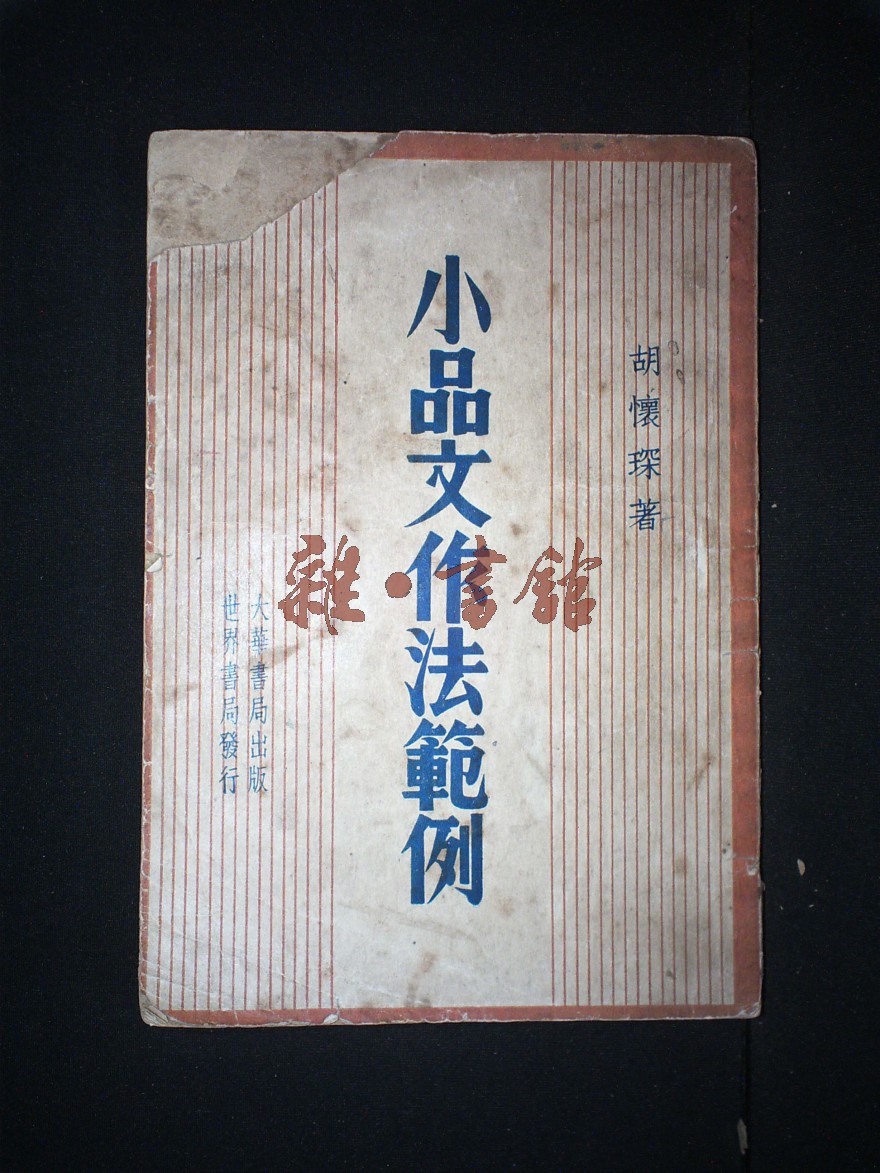 胡懷琛著
小品文作法範例
大華書局出版
世界書局發行
雜·書館